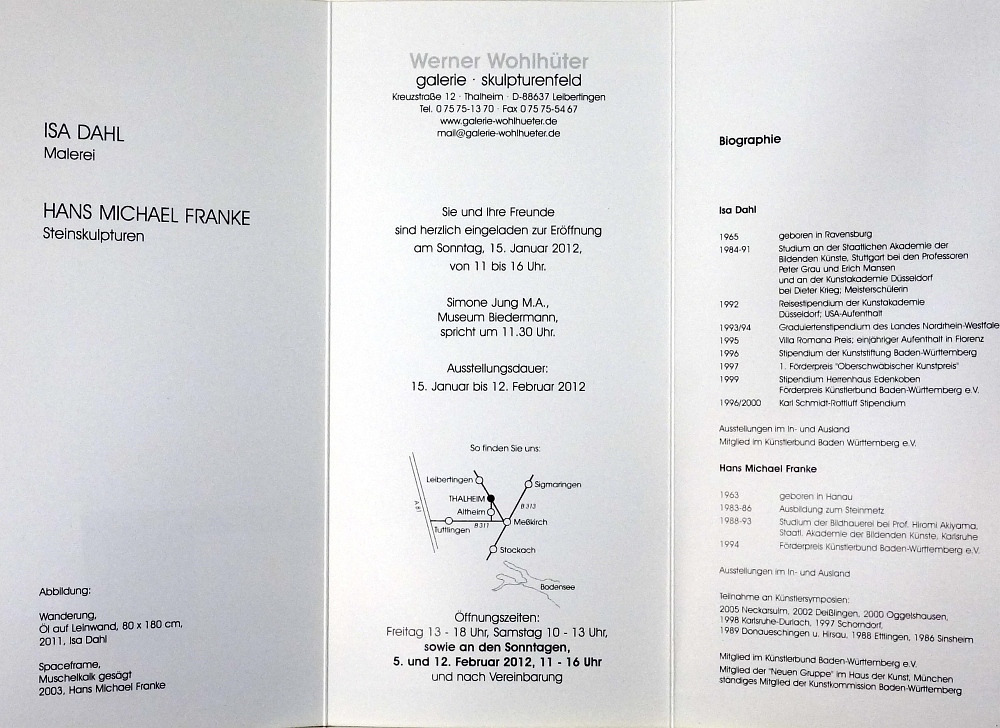 ISA DAHL
Malerei
HANS MICHAEL FRANKE
Steinskulpturen
Abbildung:
Wanderung,
Öl auf Leinwand, 80 x 180 cm,
2011, Isa Dahl
Spaceframe,
Muschelkalk gesägt
2003, Hans Michael Franke
Werner Wohlhüter
galerie · skulpturenfeld
Kreuzstraße 12 · Thalheim · D-88637 Leibertingen
Tel. 0 75 75-13 70 · Fax 0 75 75-54 67
www.galerie-wohlhueter.de
mail@galerie-wohlhueter.de
Sie und Ihre Freunde
sind herzlich eingeladen zur Eröffnung
am Sonntag, 15. Januar 2012,
von 11 bis 16 Uhr.
Simone Jung M.A.,
Museum Biedermann,
spricht um 11.30 Uhr.
Ausstellungsdauer:
15. Januar bis 12. Februar 2012
So finden Sie uns:
Leibertingen
Sigmaringen
THALHEIM
A 81
Altheim
B 313
B 311
Meßkirch
Tuttlingen
Stockach
Bodensee
Öffnungszeiten:
Freitag 13 - 18 Uhr, Samstag 10 - 13 Uhr,
sowie an den Sonntagen,
5. und 12. Februar 2012, 11 - 16 Uhr
und nach Vereinbarung
Biographie
Isa Dahl
1965 geboren in Ravensburg
1984-91 Studium an der Staatlichen Akademie der
Bildenden Künste, Stuttgart bei den Professoren
Peter Grau und Erich Mansen
und an der Kunstakademie Düsseldorf
bei Dieter Krieg; Meisterschülerin
1992 Reisestipendium der Kunstakademie
Düsseldorf; USA-Aufenthalt
1993/94 Graduiertenstipendium des Landes Nordrhein-Westfale
1995 Villa Romana Preis; einjähriger Aufenthalt in Florenz
1996 Stipendium der Kunststiftung Baden-Württemberg
1997 1. Förderpreis "Oberschwäbischer Kunstpreis"
1999 Stipendium Herrenhaus Edenkoben
Förderpreis Künstlerbund Baden-Württemberg e.V.
1996/2000 Karl Schmidt-Rottluff Stipendium
Ausstellungen im In- und Ausland
Mitglied im Künstlerbund Baden Württemberg e.V.
Hans Michael Franke
1963 geboren in Hanau
1983-86 Ausbildung zum Steinmetz
1988-93 Studium der Bildhauerei bei Prof. Hiromi Akiyama,
Staatl. Akademie der Bildenden Künste, Karlsruhe
1994 Förderpreis Künstlerbund Baden-Württemberg e.V.
Ausstellungen im In- und Ausland
Teilnahme an Künstlersymposien:
2005 Neckarsulm, 2002 Deißlingen, 2000 Oggelshausen,
1998 Karlsruhe-Durlach, 1997 Schorndorf,
1989 Donaueschingen u. Hirsau, 1988 Ettlingen, 1986 Sinsheim
Mitglied im Künstlerbund Baden-Württemberg e.V.
Mitglied der "Neuen Gruppe" im Haus der Kunst, München
ständiges Mitglied der Kunstkommission Baden-Württemberg